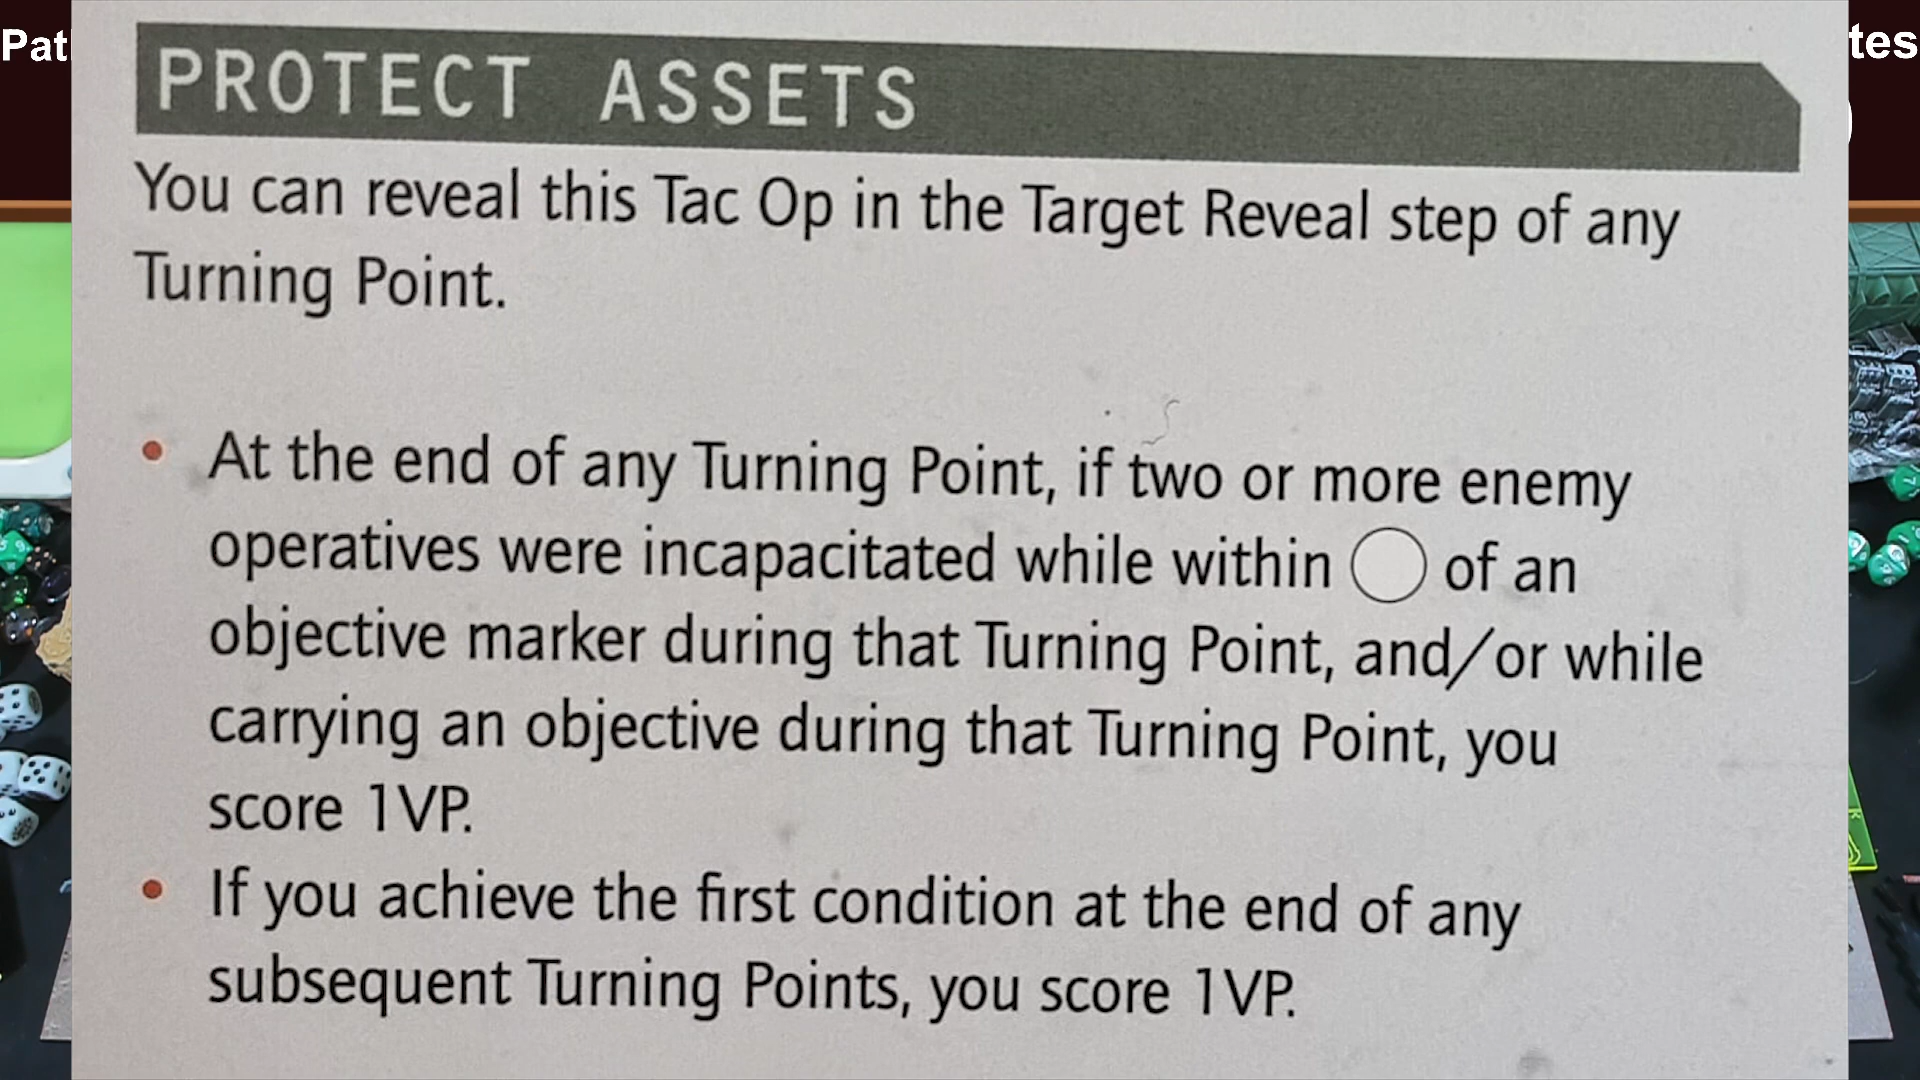 PROTECT ASSETS
You can reveal this Tac Op in the Target Reveal step of any
Turning Point.
• At the end of any Turning Point, if two or more enemy
operatives were incapacitated while within of an
objective marker during that Turning Point, and/or while
carrying an objective during that Turning Point, you
score 1VP.
• If you achieve the first condition at the end of any
subsequent Turning Points, you score 1VP.